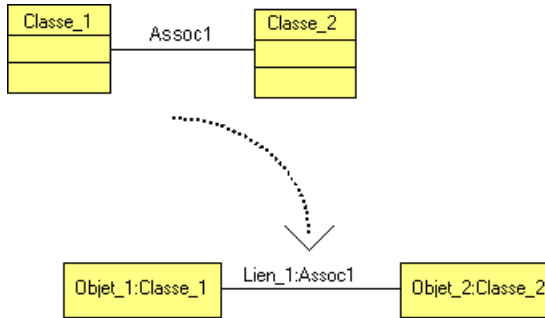 Classe_1
Assoc1
Classe_2
Objet_1:Classe_1
Lien_1:Assoc1
Objet_2:Classe_2